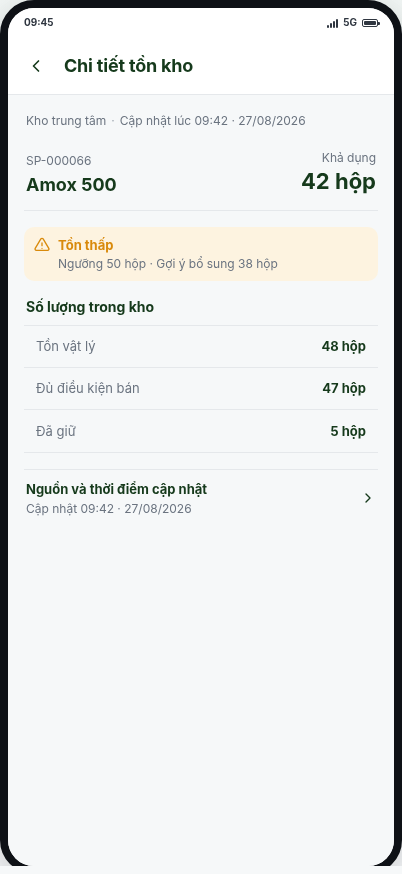 09:45 5G
Chi tiết tồn kho
Kho trung tâm · Cập nhật lúc 09:42 · 27/08/2026
SP-000066 Khả dụng
Amox 500 42 hộp
Tồn thấp
Ngưỡng 50 hộp · Gợi ý bổ sung 38 hộp
Số lượng trong kho
Tồn vật lý 48 hộp
Đủ điều kiện bán 47 hộp
Đã giữ 5 hộp
Nguồn và thời điểm cập nhật
Cập nhật 09:42 · 27/08/2026